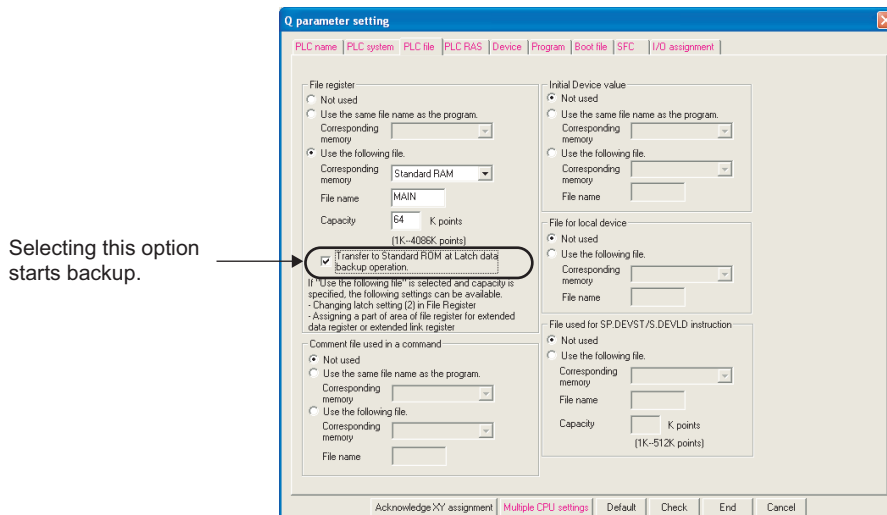 Q parameter setting
PLC name PLC system PLC file PLC RAS Device Program Boot file SFC I/O assignment
File register
Not used
Use the same file name as the program.
Corresponding memory
Use the following file.
Corresponding memory Standard RAM
File name MAIN
Capacity 64 K points
(1K--4086K points)
Transfer to Standard ROM at Latch data
backup operation.
If "Use the following file" is selected and capacity is
specified, the following settings can be available.
- Changing latch setting (2) in File Register
- Assigning a part of area of file register for extended
data register or extended link register
Selecting this option
starts backup.
Comment file used in a command
Not used
Use the same file name as the program.
Corresponding memory
Use the following file.
Corresponding memory
File name
Initial Device value
Not used
Use the same file name as the program.
Corresponding memory
Use the following file.
Corresponding memory
File name
File for local device
Not used
Use the following file.
Corresponding memory
File name
File used for SP.DEVST/S.DEVLD instruction
Not used
Use the following file.
Corresponding memory
File name
Capacity K points
(1K--512K points)
Acknowledge XY assignment Multiple CPU settings Default Check End Cancel